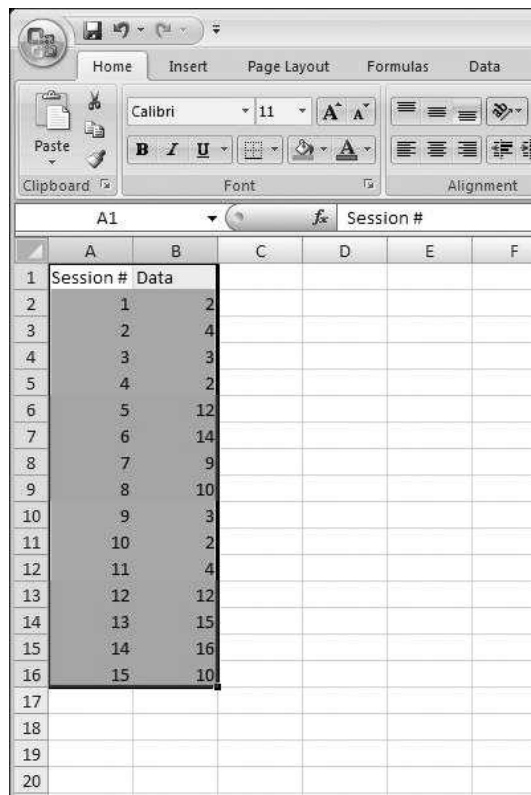 Home Insert Page Layout Formulas Data
Calibri 11 A A
Paste B I U A
Clipboard Font Alignment
A1 fx Session #
A B C D E F
1 Session # Data
2 1 2
3 2 4
4 3 3
5 4 2
6 5 12
7 6 14
8 7 9
9 8 10
10 9 3
11 10 2
12 11 4
13 12 12
14 13 15
15 14 16
16 15 10
17
18
19
20